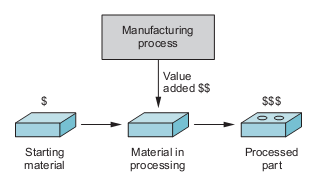 Manufacturing
process
Value
added $$
$
$$$
Starting
material
Material in
processing
Processed
part